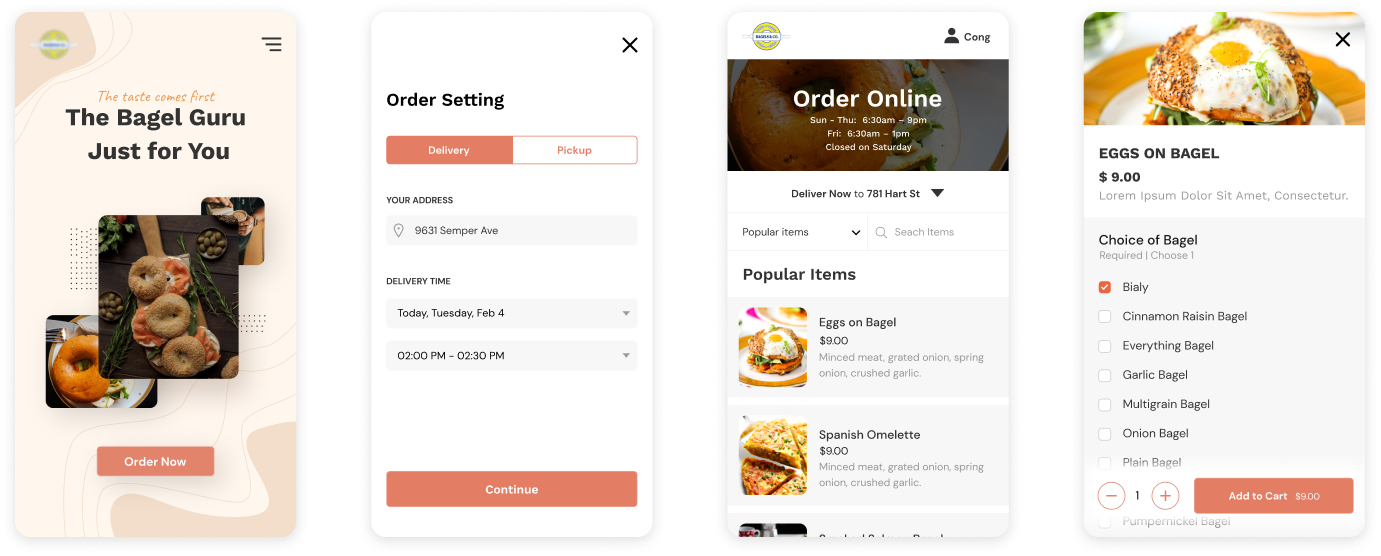 The taste comes first
The Bagel Guru
Just for You
Order Now
Order Setting
Delivery
Pickup
YOUR ADDRESS
9631 Semper Ave
DELIVERY TIME
Today, Tuesday, Feb 4
02:00 PM – 02:30 PM
Continue
BAGELS & CO.
Cong
Order Online
Sun - Thu: 6:30am – 9pm
Fri: 6:30am – 1pm
Closed on Saturday
Deliver Now to 781 Hart St
Popular items
Seach Items
Popular Items
Eggs on Bagel
$9.00
Minced meat, grated onion, spring
onion, crushed garlic.
Spanish Omelette
$9.00
Minced meat, grated onion, spring
onion, crushed garlic.
EGGS ON BAGEL
$ 9.00
Lorem Ipsum Dolor Sit Amet, Consectetur.
Choice of Bagel
Required | Choose 1
Bialy
Cinnamon Raisin Bagel
Everything Bagel
Garlic Bagel
Multigrain Bagel
Onion Bagel
Plain Bagel
1
Add to Cart $9.00
Pumpernickel Bagel